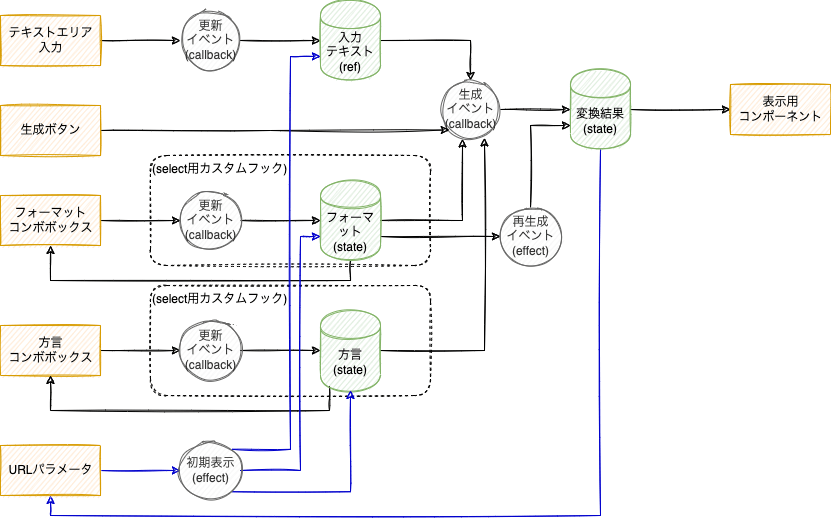 テキストエリア
入力
更新
イベント
(callback)
入力
テキスト
(ref)
生成
イベント
(callback)
変換結果
(state)
表示用
コンポーネント
生成ボタン
(select用カスタムフック)
フォーマット
コンボボックス
更新
イベント
(callback)
フォーマ
ット
(state)
再生成
イベント
(effect)
(select用カスタムフック)
方言
コンボボックス
更新
イベント
(callback)
方言
(state)
URLパラメータ
初期表示
(effect)